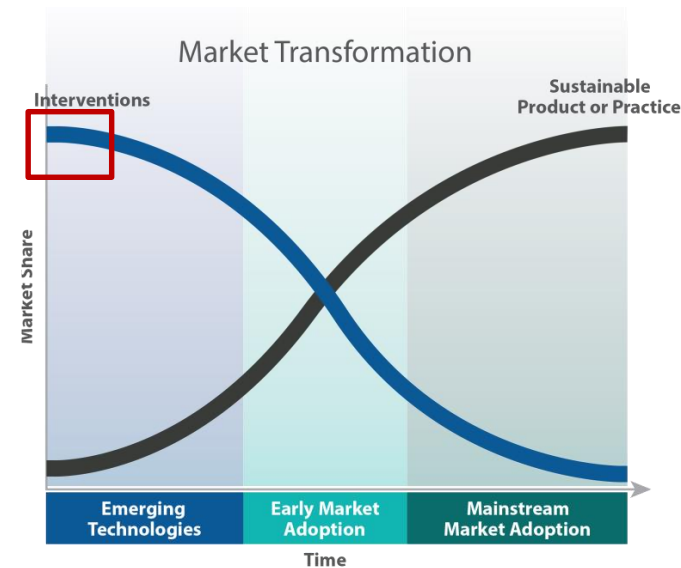 Market Transformation
Interventions
Sustainable
Product or Practice
Market Share
Emerging
Technologies
Early Market
Adoption
Mainstream
Market Adoption
Time